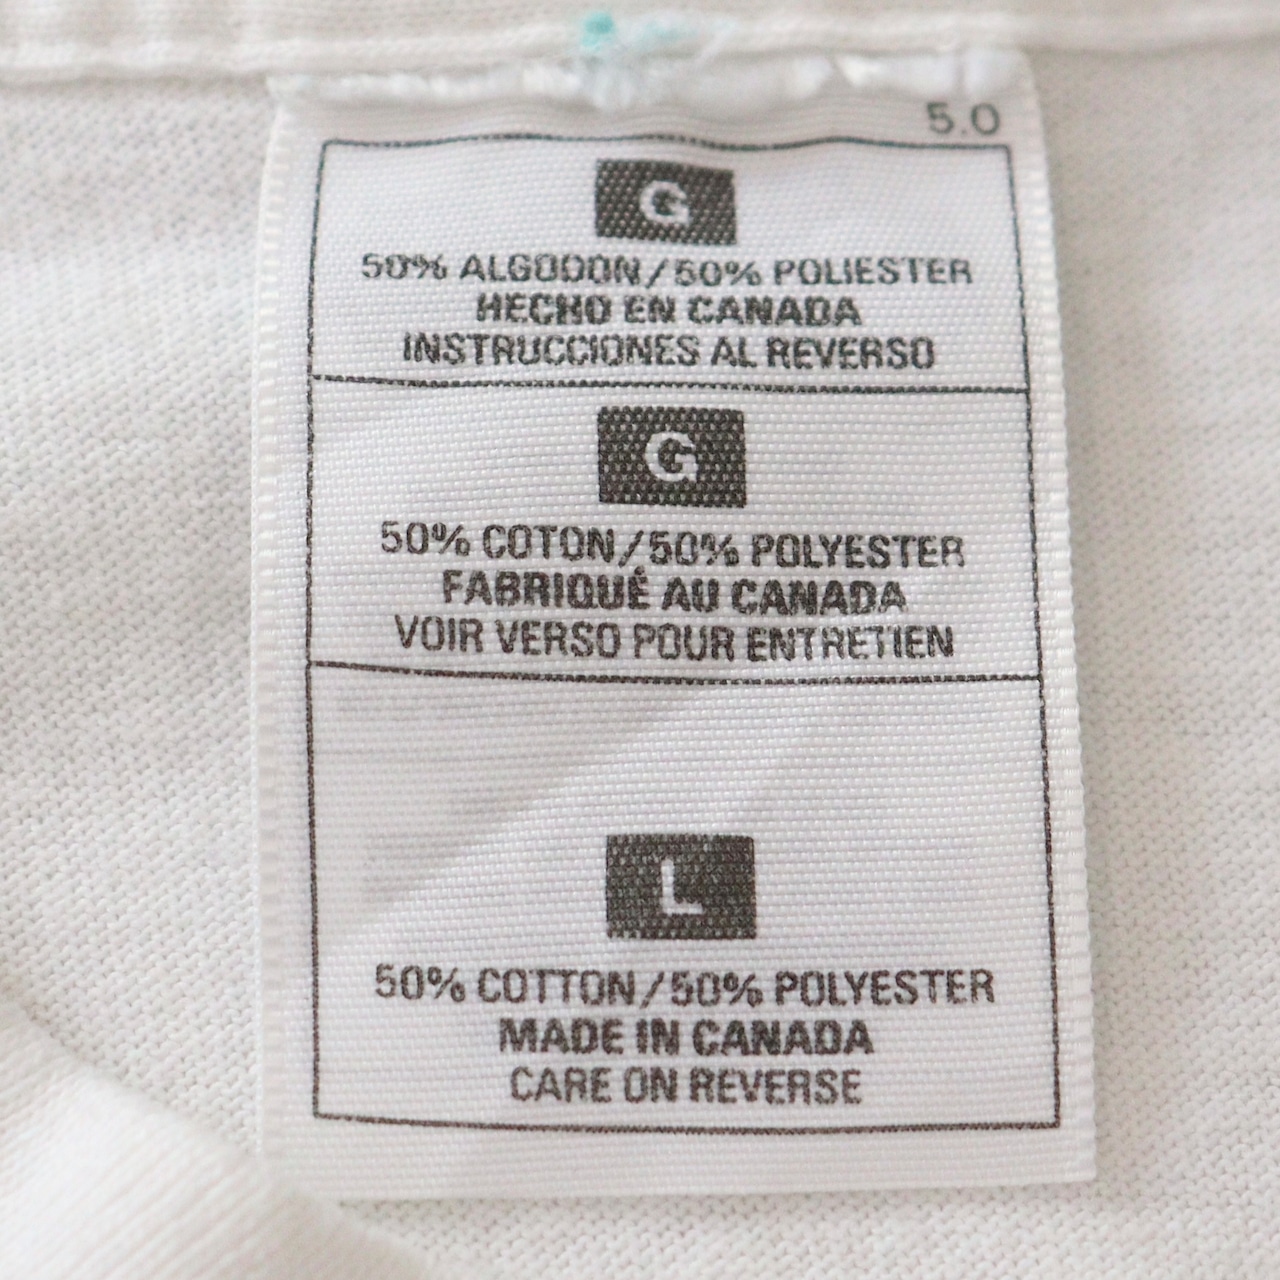 5.0
G
50% ALGODON/50% POLIESTER
HECHO EN CANADA
INSTRUCCIONES AL REVERSO
G
50% COTON/50% POLYESTER
FABRIQUÉ AU CANADA
VOIR VERSO POUR ENTRETIEN
L
50% COTTON/50% POLYESTER
MADE IN CANADA
CARE ON REVERSE